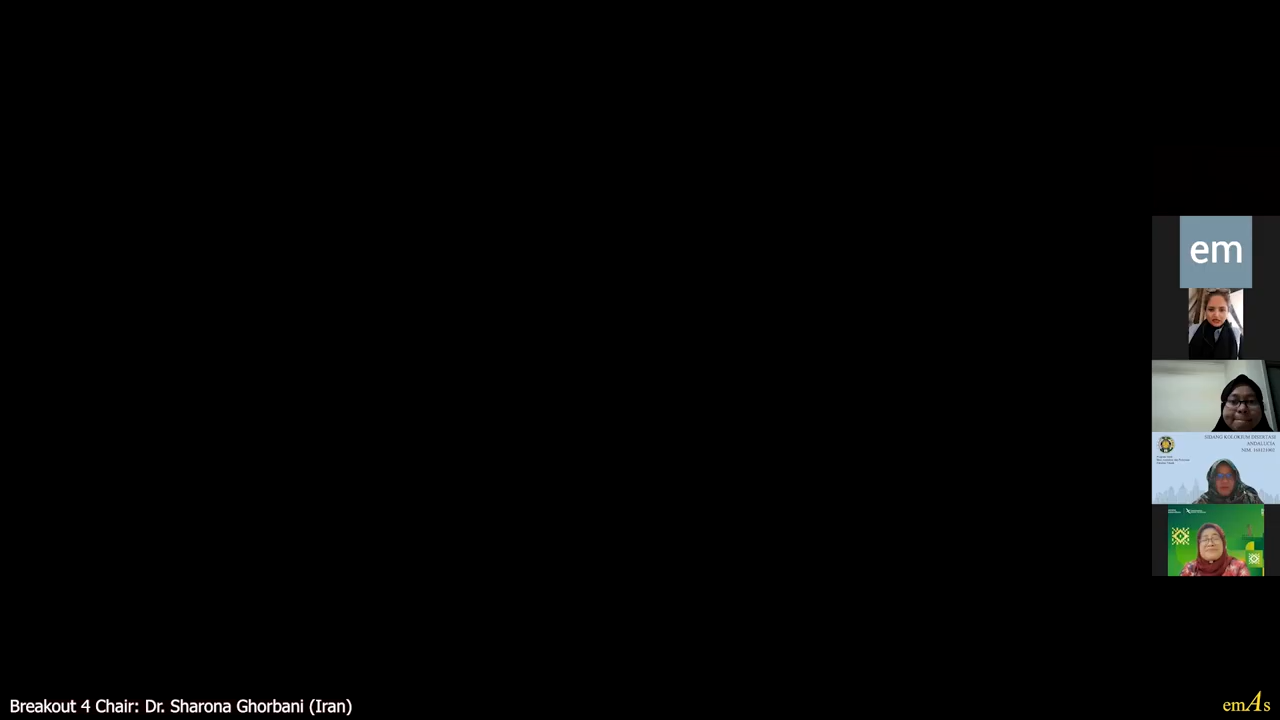 em
SIDANG KOLOKIUM DISERTASI
ANDALUCIA
Breakout 4 Chair: Dr. Sharona Ghorbani (Iran)
emAs